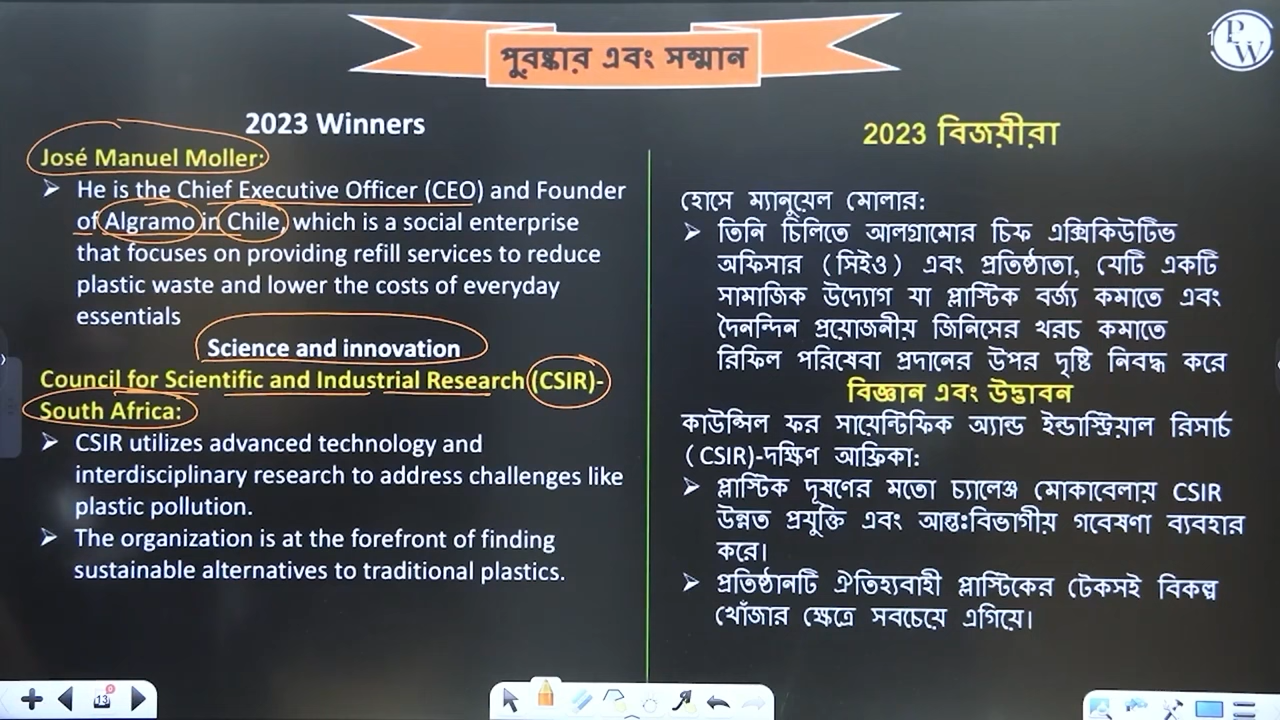 পুরষ্কার এবং সম্মান
PW
2023 Winners
José Manuel Moller:
➤ He is the Chief Executive Officer (CEO) and Founder
of Algramo in Chile, which is a social enterprise
that focuses on providing refill services to reduce
plastic waste and lower the costs of everyday
essentials
Science and innovation
Council for Scientific and Industrial Research (CSIR)-
South Africa:
➤ CSIR utilizes advanced technology and
interdisciplinary research to address challenges like
plastic pollution.
➤ The organization is at the forefront of finding
sustainable alternatives to traditional plastics.
2023 বিজয়ীরা
হোসে ম্যানুয়েল মোলার:
➤ তিনি চিলিতে আলগ্রামোর চিফ এক্সিকিউটিভ
অফিসার (সিইও) এবং প্রতিষ্ঠাতা, যেটি একটি
সামাজিক উদ্যোগ যা প্লাস্টিক বর্জ্য কমাতে এবং
দৈনন্দিন প্রয়োজনীয় জিনিসের খরচ কমাতে
রিফিল পরিষেবা প্রদানের উপর দৃষ্টি নিবদ্ধ করে
বিজ্ঞান এবং উদ্ভাবন
কাউন্সিল ফর সায়েন্টিফিক অ্যান্ড ইন্ডাস্ট্রিয়াল রিসার্চ
(CSIR)-দক্ষিণ আফ্রিকা:
➤ প্লাস্টিক দূষণের মতো চ্যালেঞ্জ মোকাবেলায় CSIR
উন্নত প্রযুক্তি এবং আন্তঃবিভাগীয় গবেষণা ব্যবহার
করে।
➤ প্রতিষ্ঠানটি ঐতিহ্যবাহী প্লাস্টিকের টেকসই বিকল্প
খোঁজার ক্ষেত্রে সবচেয়ে এগিয়ে।
13